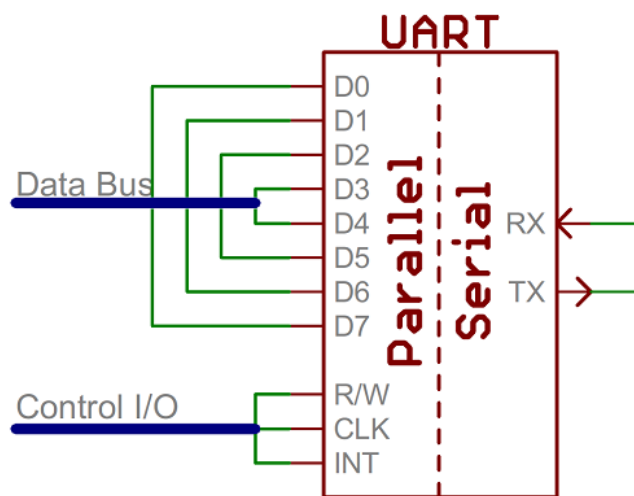 UART
D0
D1
D2
Data Bus
D3
D4
D5
D6
D7
Parallel
Serial
RX
TX
Control I/O
R/W
CLK
INT